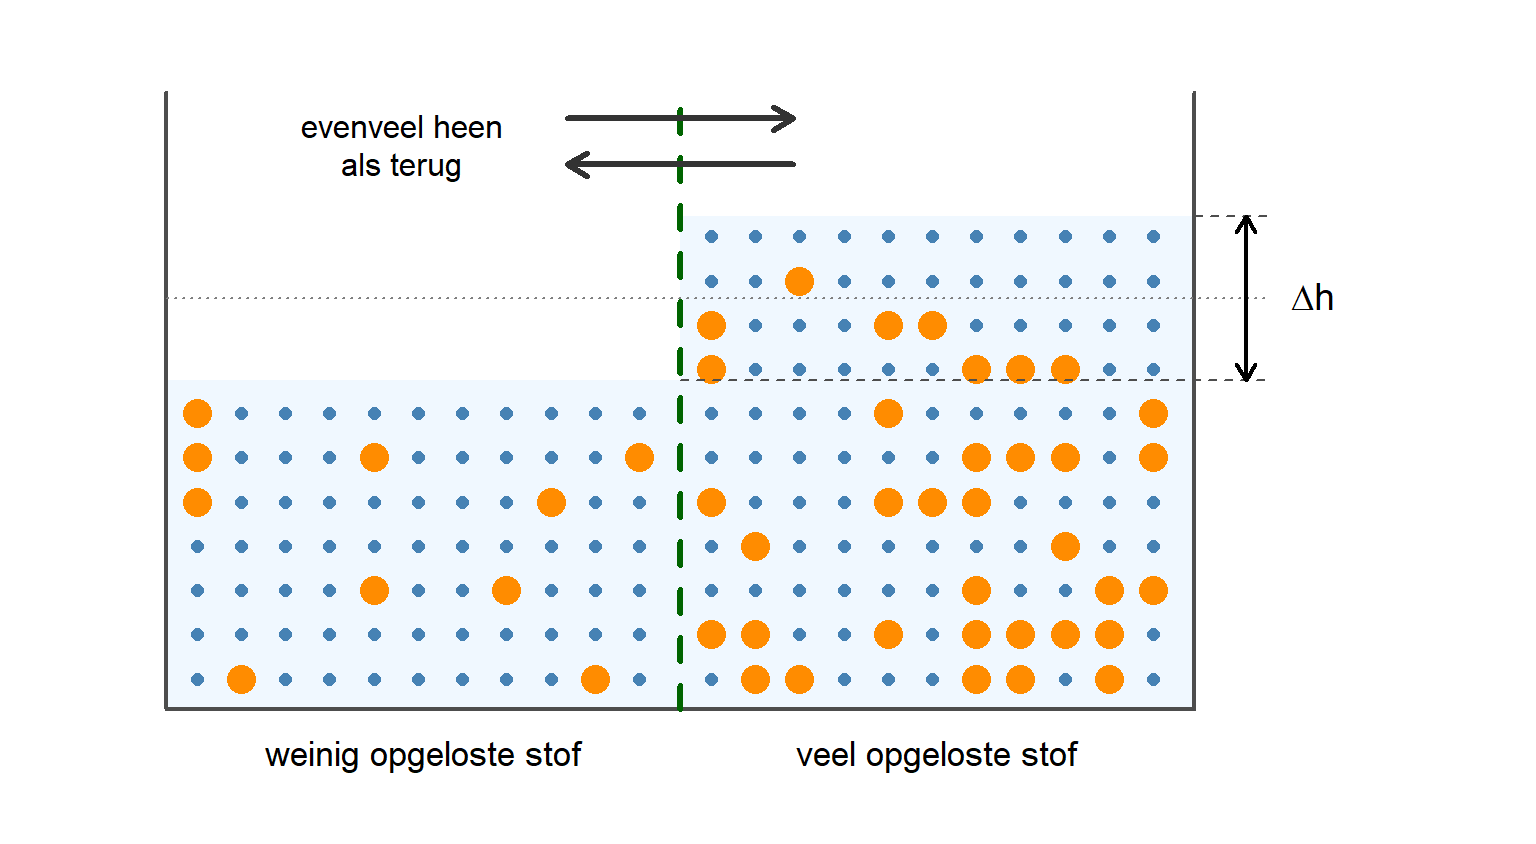 evenveel heen
als terug
Δh
weinig opgeloste stof
veel opgeloste stof